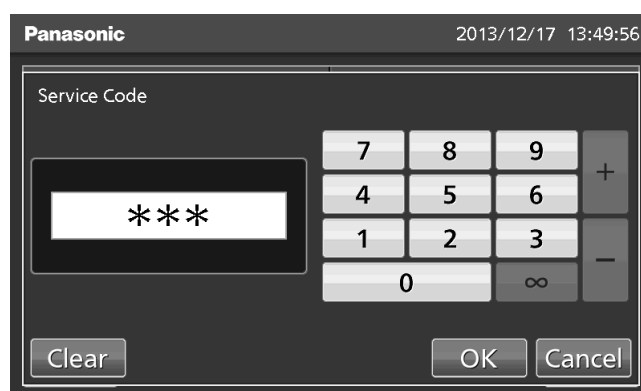 Panasonic 2013/12/17 13:49:56
Service Code
7 8 9 +
***
4 5 6
1 2 3 −
0 ∞
Clear OK Cancel